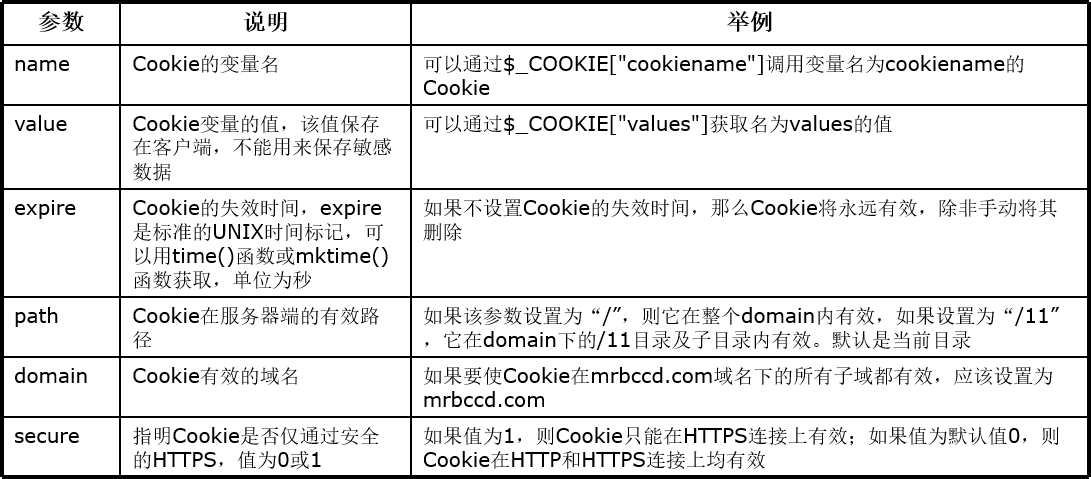 参数 说明 举例
name Cookie的变量名 可以通过$_COOKIE["cookiename"]调用变量名为cookiename的
Cookie
value Cookie变量的值，该值保存 可以通过$_COOKIE["values"]获取名为values的值
在客户端，不能用来保存敏感
数据
expire Cookie的失效时间，expire 如果不设置Cookie的失效时间，那么Cookie将永远有效，除非手动将其
是标准的UNIX时间标记，可 删除
以用time()函数或mktime()
函数获取，单位为秒
path Cookie在服务器端的有效路 如果该参数设置为“/”，则它在整个domain内有效，如果设置为“/11”
径 ，它在domain下的/11目录及子目录内有效。默认是当前目录
domain Cookie有效的域名 如果要使Cookie在mrbccd.com域名下的所有子域都有效，应该设置为
mrbccd.com
secure 指明Cookie是否仅通过安全 如果值为1，则Cookie只能在HTTPS连接上有效；如果值为默认值0，则
的HTTPS，值为0或1 Cookie在HTTP和HTTPS连接上均有效